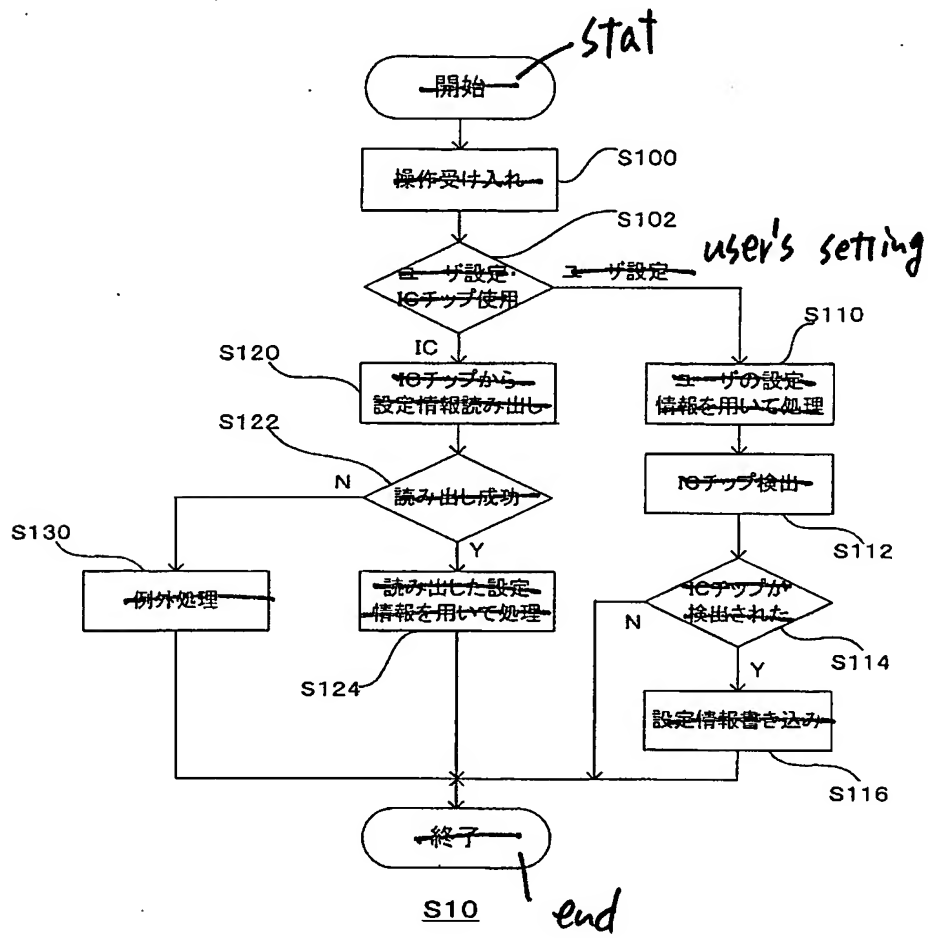 stat
開始
S100
操作受け入れ
S102
user's setting
ユーザ設定・
ICチップ使用
ユーザ設定
S110
IC
S120
ICチップから
設定情報読み出し
ユーザの設定
情報を用いて処理
S122
N
読み出し成功
ICチップ検出
S112
S130
Y
例外処理
読み出した設定
情報を用いて処理
ICチップが
検出された
N
S114
S124
Y
設定情報書き込み
S116
終了
S10
end